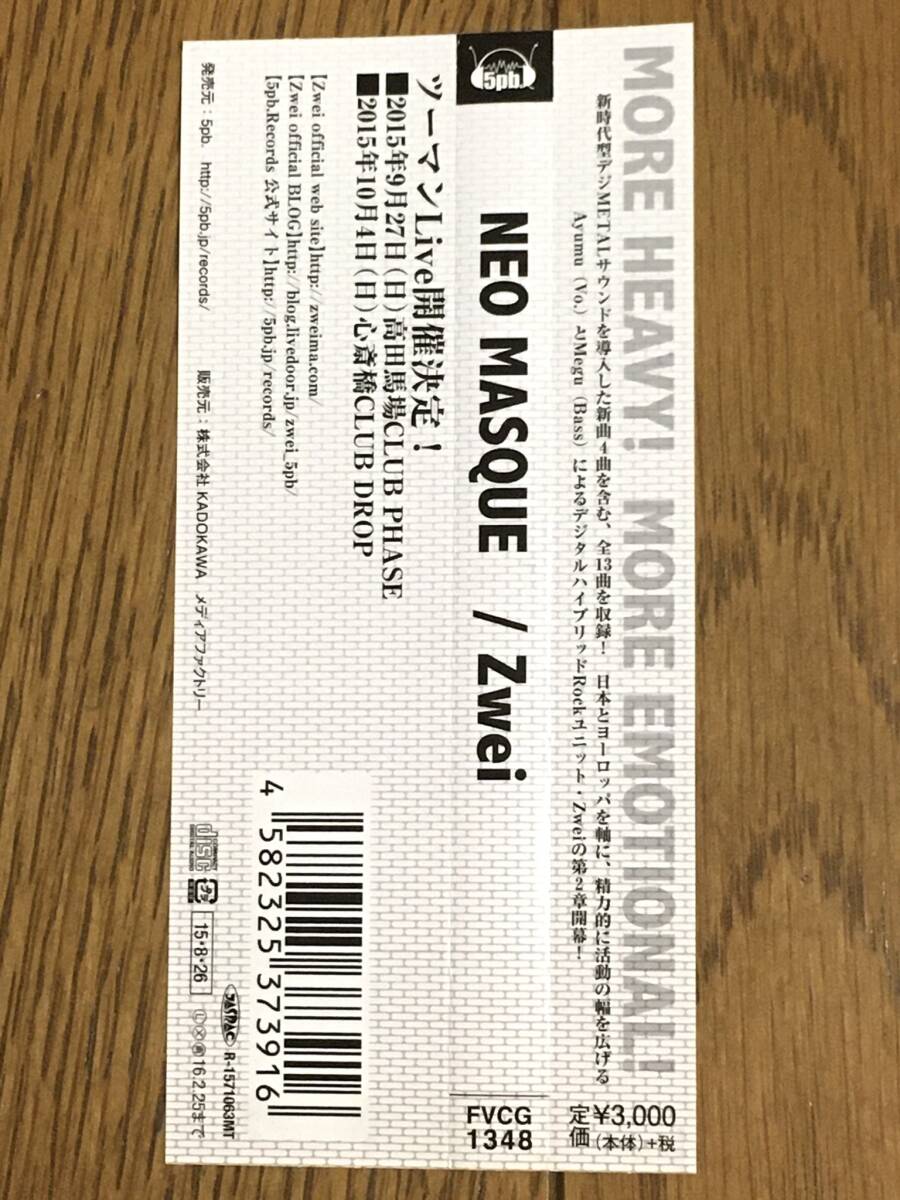 MORE HEAVY! MORE EMOTIONAL!
新時代型デジMETALサウンドを導入した新曲4曲を含む、全13曲を収録! 日本とヨーロッパを軸に、精力的に活動の幅を広げる
Ayumu (Vo.) とMegu (Bass) によるデジタルハイブリッドRockユニット・Zweiの第2章開幕!
定価 ¥3,000
(本体)+税
5pb.
NEO MASQUE / Zwei
FVCG
1348
ツーマンLive開催決定!
■2015年9月27日(日)高田馬場CLUB PHASE
■2015年10月4日(日)心斎橋CLUB DROP
【Zwei official web site】http://zweima.com/
【Zwei official BLOG】http://blog.livedoor.jp/zwei_5pb/
【5pb.Records 公式サイト】http://5pb.jp/records/
4 582325 373916
JASRAC
R-1571063MT
発売元:5pb. http://5pb.jp/records/ 販売元:株式会社 KADOKAWA メディアファクトリー
disc
15・8・26
16.2.25まで